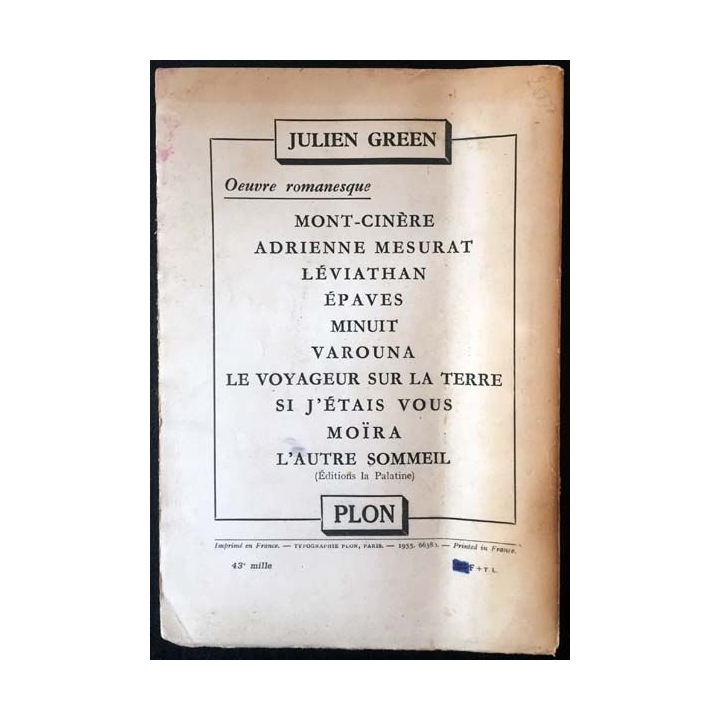 JULIEN GREEN
Oeuvre romanesque
MONT-CINÈRE
ADRIENNE MESURAT
LÉVIATHAN
ÉPAVES
MINUIT
VAROUNA
LE VOYAGEUR SUR LA TERRE
SI J'ÉTAIS VOUS
MOÏRA
L'AUTRE SOMMEIL
(Éditions la Palatine)
PLON
Imprimé en France. — TYPOGRAPHIE PLON, PARIS. — 1955. — Printed in France.
43e mille
F + T. L.